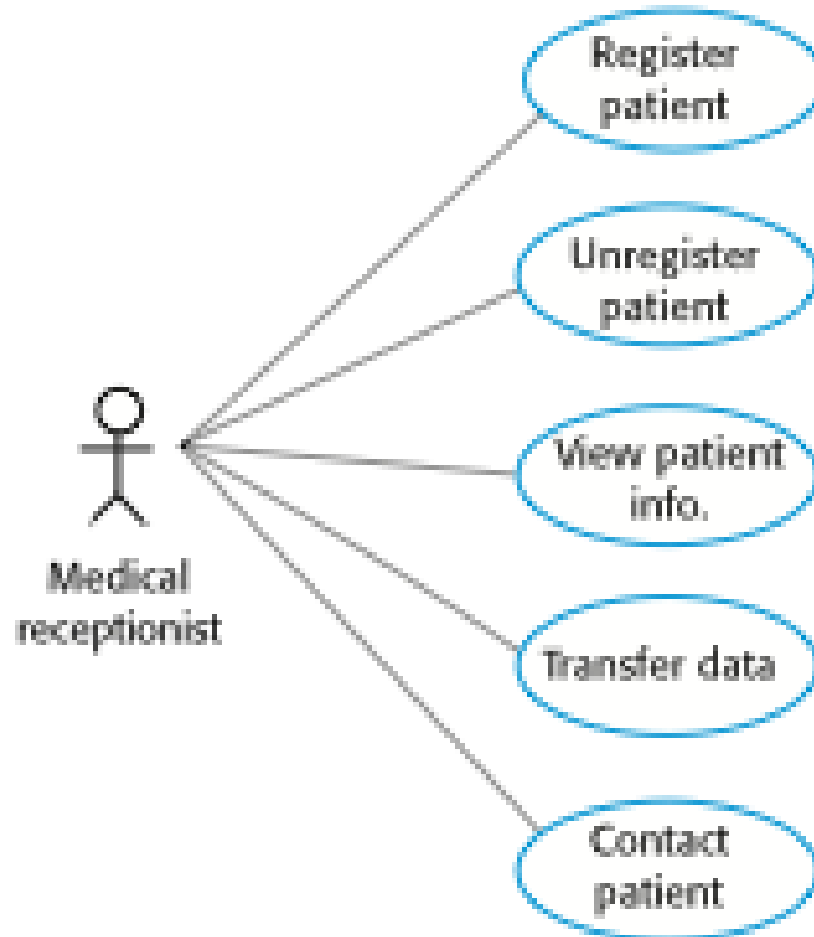 Register
patient
Unregister
patient
View patient
info.
Medical
receptionist
Transfer data
Contact
patient